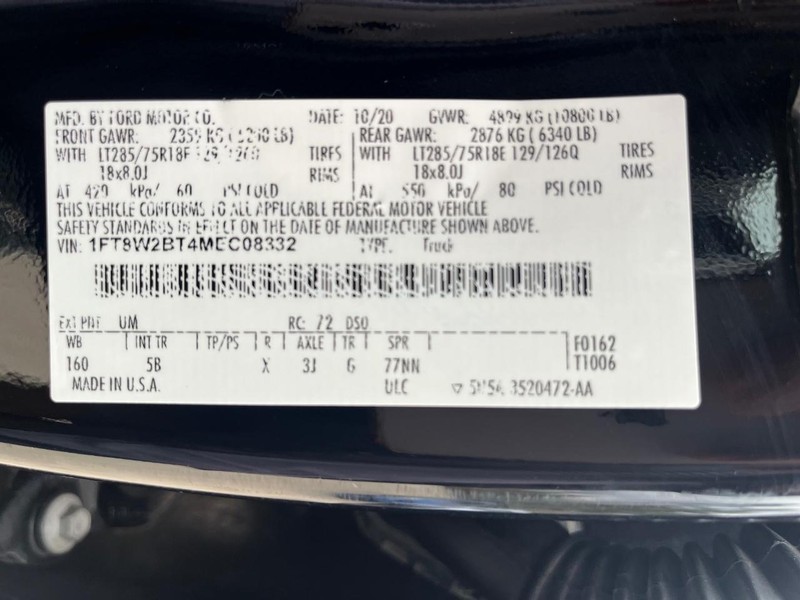 MFD. BY FORD MOTOR CO. DATE: 10/20 GVWR: 4899 KG (10800 LB)
FRONT GAWR: 2359 KG ( LB) REAR GAWR: 2876 KG ( 6340 LB)
WITH LT285/75R18E 129/126Q TIRES WITH LT285/75R18E 129/126Q TIRES
18x8.0J RIMS 18x8.0J RIMS
AT kPa/ 60 PSI COLD AT 550 kPa/ 80 PSI COLD
THIS VEHICLE CONFORMS TO ALL APPLICABLE FEDERAL MOTOR VEHICLE
SAFETY STANDARDS IN EFFECT ON THE DATE OF MANUFACTURE SHOWN ABOVE.
VIN: 1FT8W2BT4MEC08332 TYPE: Truck
EXT PNT UM RC: 72 DSO
WB INT TR TP/PS R AXLE TR SPR F0162
160 5B X 3J G 77NN T1006
MADE IN U.S.A. ULC 3520472-AA